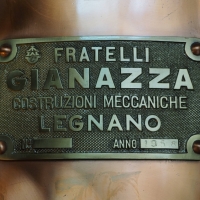 FRATELLI
GIANAZZA
COSTRUZIONI MECCANICHE
LEGNANO
N° ANNO